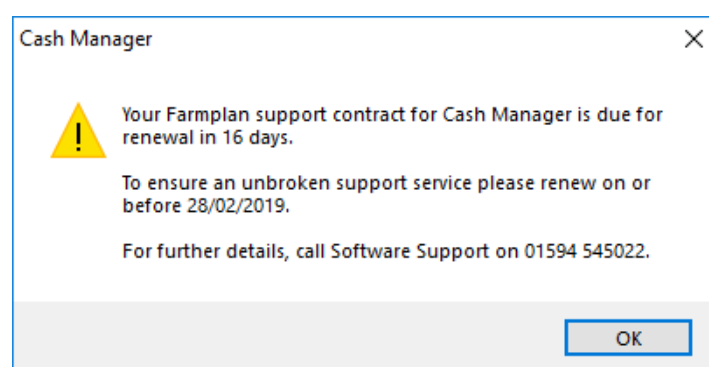 Cash Manager
Your Farmplan support contract for Cash Manager is due for
renewal in 16 days.
To ensure an unbroken support service please renew on or
before 28/02/2019.
For further details, call Software Support on 01594 545022.
OK